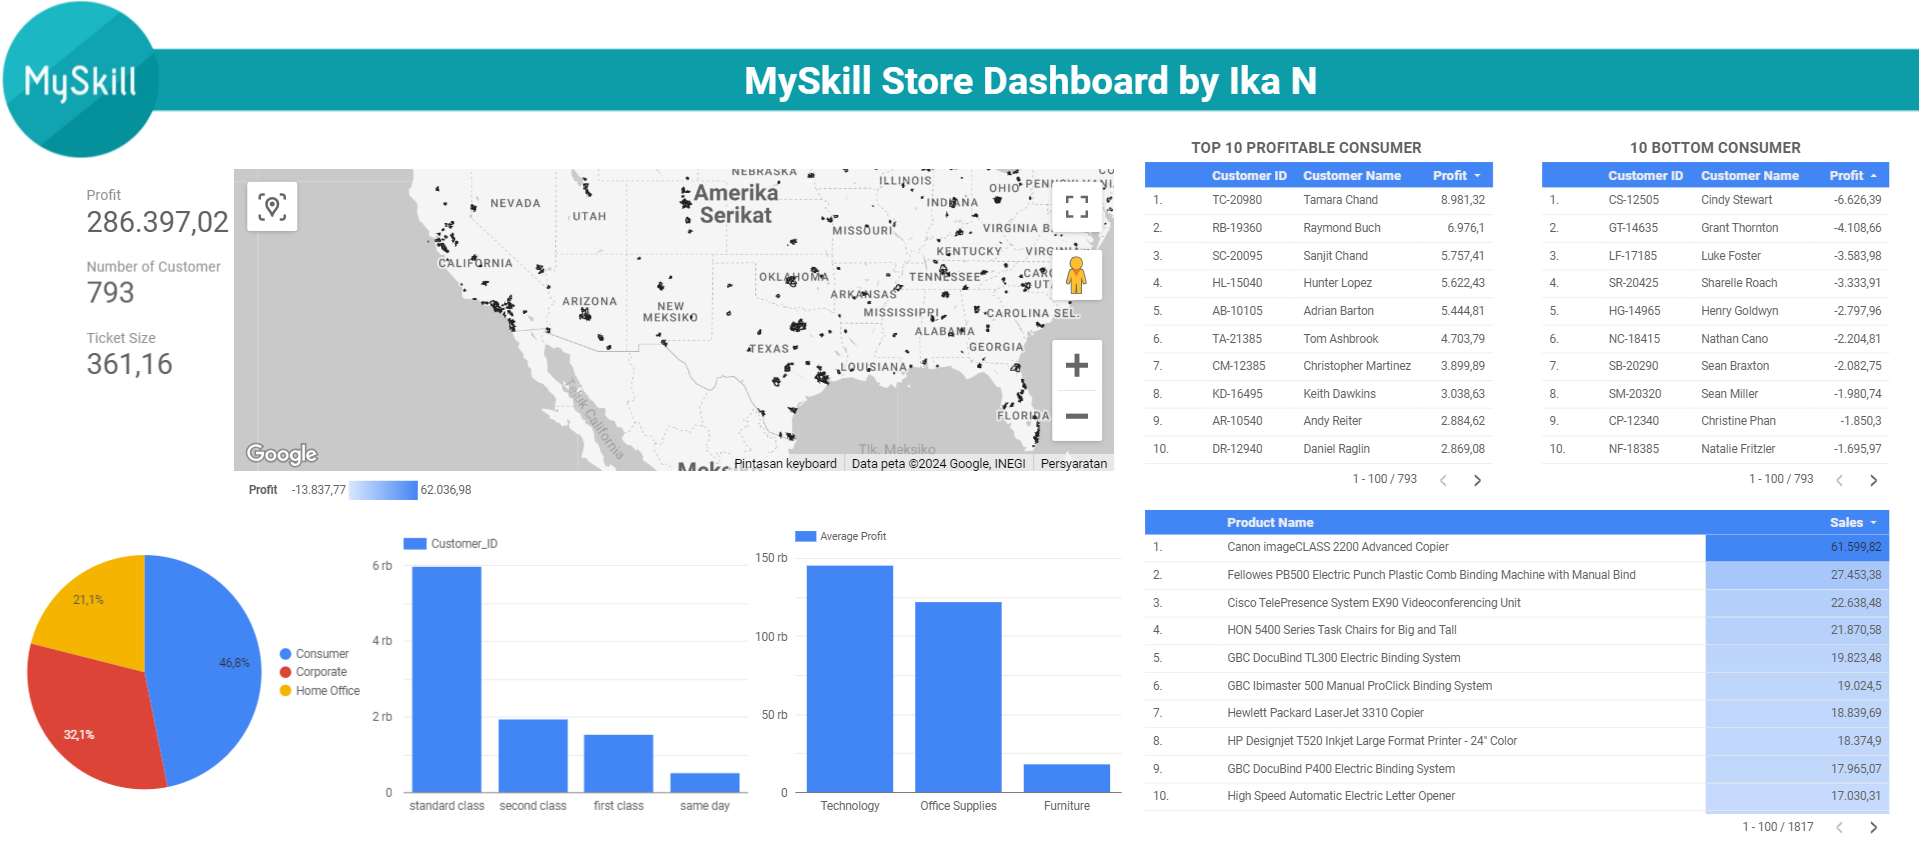 MySkill
MySkill Store Dashboard by Ika N
Profit
286.397,02
Number of Customer
793
Ticket Size
361,16
NEBRASKA
ILLINOIS
OHIO
NEVADA
Amerika
Serikat
UTAH
INDIANA
MISSOURI
VIRGINIA B.
KENTUCKY
CALIFORNIA
OKLAHOMA
TENNESSEE
ARKANSAS
ARIZONA
NEW
MEKSIKO
MISSISSIPPI
CAROLINA SEL.
ALABAMA
TEXAS
GEORGIA
LOUISIANA
Teluk California
FLORIDA
Tlk. Meksiko
Google
Pintasan keyboard
Data peta ©2024 Google, INEGI
Persyaratan
Profit -13.837,77 62.036,98
TOP 10 PROFITABLE CONSUMER
Customer ID Customer Name Profit
1. TC-20980 Tamara Chand 8.981,32
2. RB-19360 Raymond Buch 6.976,1
3. SC-20095 Sanjit Chand 5.757,41
4. HL-15040 Hunter Lopez 5.622,43
5. AB-10105 Adrian Barton 5.444,81
6. TA-21385 Tom Ashbrook 4.703,79
7. CM-12385 Christopher Martinez 3.899,89
8. KD-16495 Keith Dawkins 3.038,63
9. AR-10540 Andy Reiter 2.884,62
10. DR-12940 Daniel Raglin 2.869,08
1 - 100 / 793
10 BOTTOM CONSUMER
Customer ID Customer Name Profit
1. CS-12505 Cindy Stewart -6.626,39
2. GT-14635 Grant Thornton -4.108,66
3. LF-17185 Luke Foster -3.583,98
4. SR-20425 Sharelle Roach -3.333,91
5. HG-14965 Henry Goldwyn -2.797,96
6. NC-18415 Nathan Cano -2.204,81
7. SB-20290 Sean Braxton -2.082,75
8. SM-20320 Sean Miller -1.980,74
9. CP-12340 Christine Phan -1.850,3
10. NF-18385 Natalie Fritzler -1.695,97
1 - 100 / 793
21,1%
46,8%
32,1%
Consumer
Corporate
Home Office
Customer_ID
6 rb
4 rb
2 rb
0
standard class second class first class same day
Average Profit
150 rb
100 rb
50 rb
0
Technology Office Supplies Furniture
Product Name Sales
1. Canon imageCLASS 2200 Advanced Copier 61.599,82
2. Fellowes PB500 Electric Punch Plastic Comb Binding Machine with Manual Bind 27.453,38
3. Cisco TelePresence System EX90 Videoconferencing Unit 22.638,48
4. HON 5400 Series Task Chairs for Big and Tall 21.870,58
5. GBC DocuBind TL300 Electric Binding System 19.823,48
6. GBC Ibimaster 500 Manual ProClick Binding System 19.024,5
7. Hewlett Packard LaserJet 3310 Copier 18.839,69
8. HP Designjet T520 Inkjet Large Format Printer - 24" Color 18.374,9
9. GBC DocuBind P400 Electric Binding System 17.965,07
10. High Speed Automatic Electric Letter Opener 17.030,31
1 - 100 / 1817